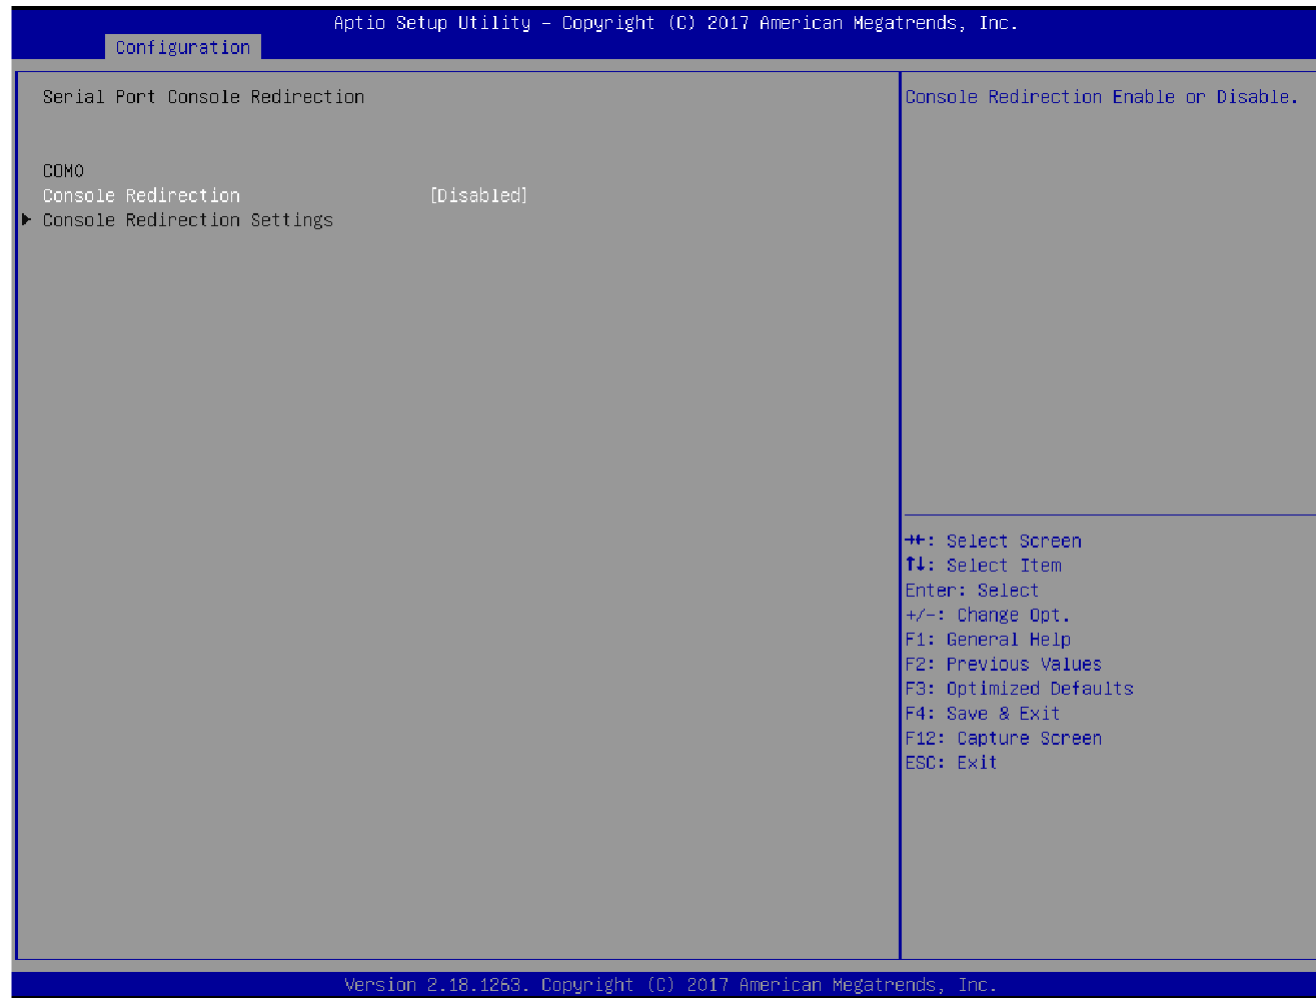 Aptio Setup Utility – Copyright (C) 2017 American Megatrends, Inc.
Configuration
Serial Port Console Redirection
COM0
Console Redirection [Disabled]
► Console Redirection Settings
Console Redirection Enable or Disable.
→←: Select Screen
↑↓: Select Item
Enter: Select
+/-: Change Opt.
F1: General Help
F2: Previous Values
F3: Optimized Defaults
F4: Save & Exit
F12: Capture Screen
ESC: Exit
Version 2.18.1263. Copyright (C) 2017 American Megatrends, Inc.